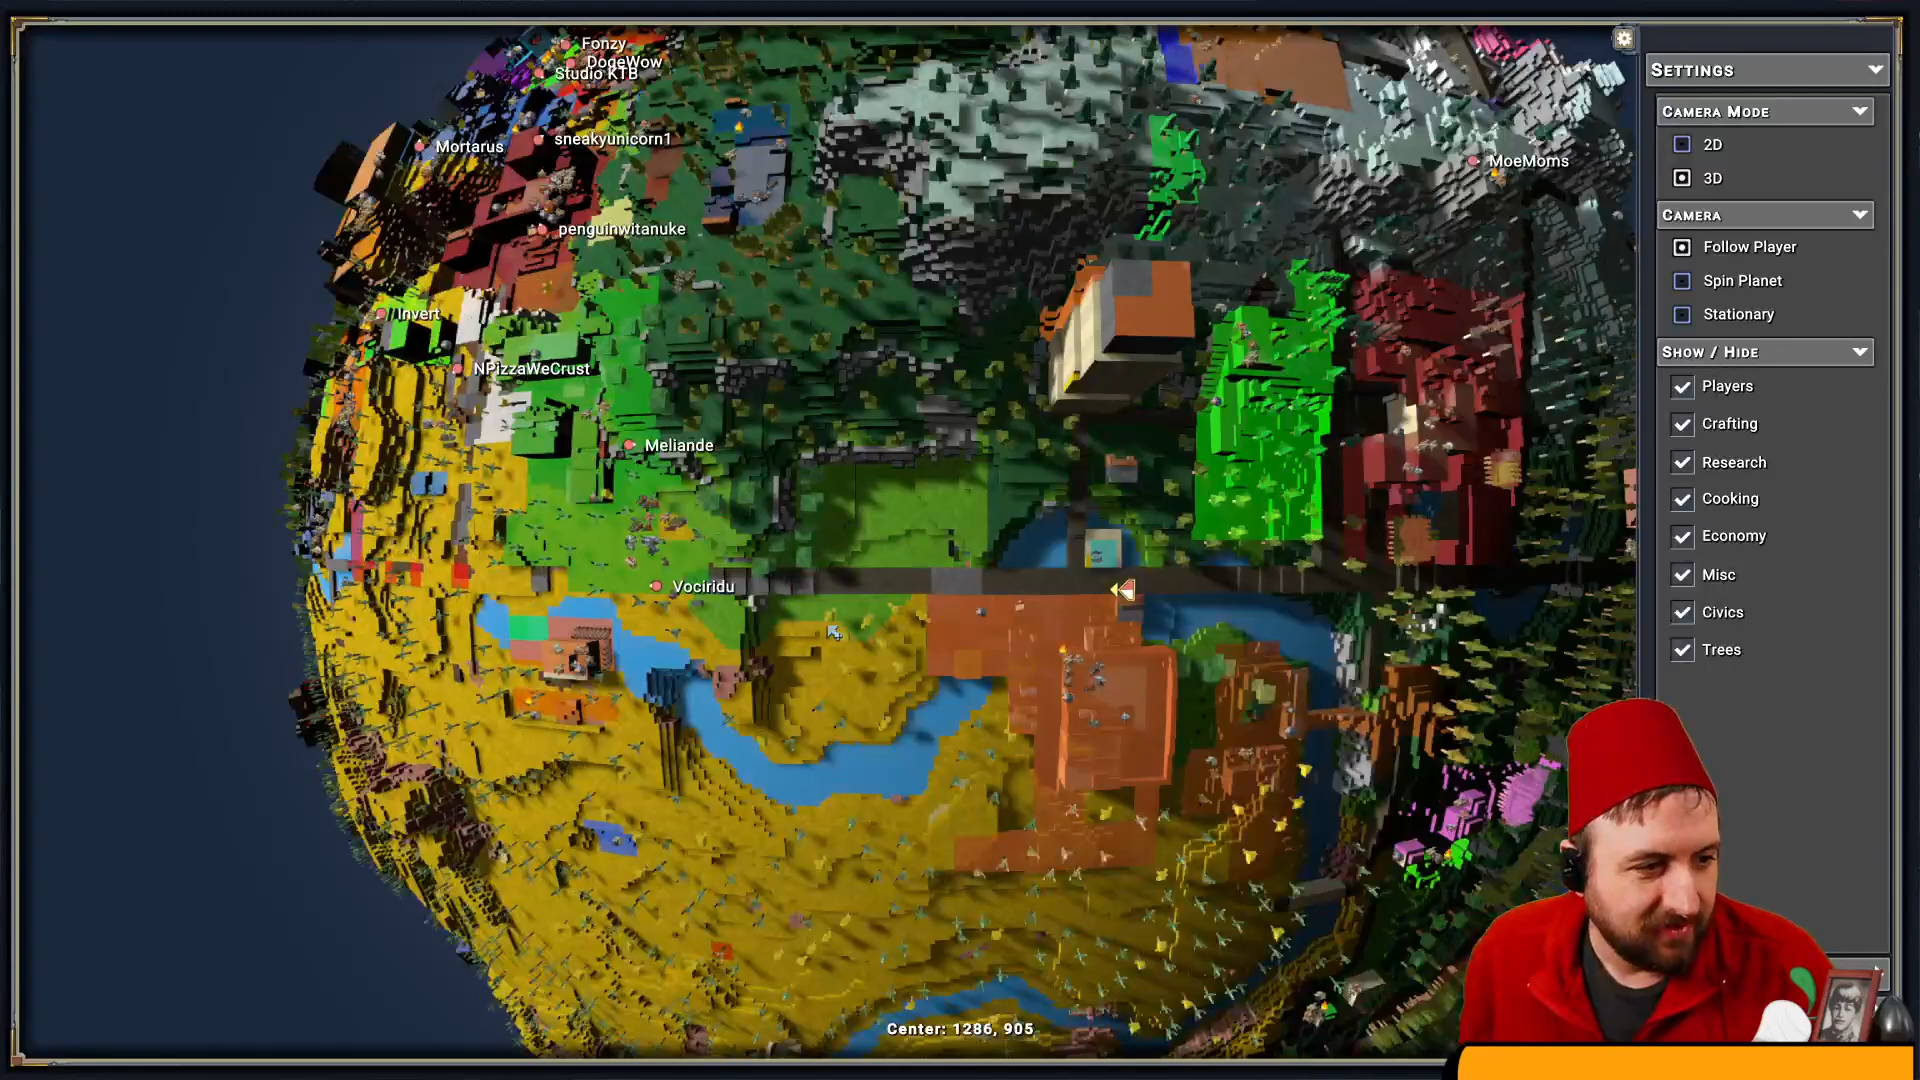 Fonzy
DogeWow
Studio KTB
sneakyunicorn1
Mortarus
MoeMoms
penguinwitanuke
Invert
NPizzaWeCrust
Meliande
Vociridu
Center: 1286, 905
SETTINGS
CAMERA MODE
2D
3D
CAMERA
Follow Player
Spin Planet
Stationary
SHOW / HIDE
Players
Crafting
Research
Cooking
Economy
Misc
Civics
Trees